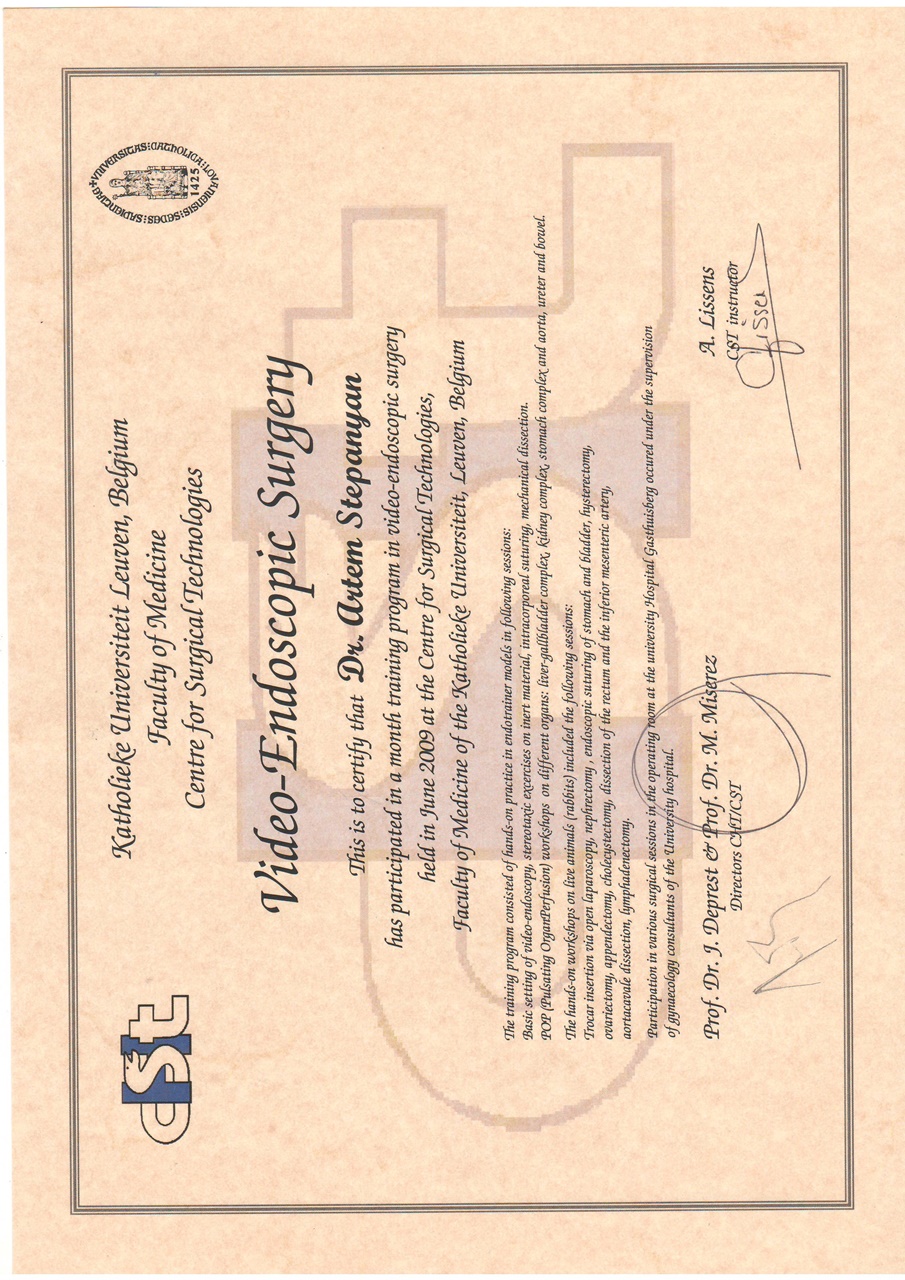 cst
VNIVERSITAS:CATHOLICA:LOVANIENSIS:SEDES:SAPIENTIAE
1425
Katholieke Universiteit Leuven, Belgium
Faculty of Medicine
Centre for Surgical Technologies
Video-Endoscopic Surgery
This is to certify that Dr. Artem Stepanyan
has participated in a month training program in video-endoscopic surgery
held in June 2009 at the Centre for Surgical Technologies,
Faculty of Medicine of the Katholieke Universiteit, Leuven, Belgium
The training program consisted of hands-on practice in endotrainer models in following sessions:
Basic setting of video-endoscopy, stereotaxic excercises on inert material, intracorporeal suturing, mechanical dissection.
POP (Pulsating OrganPerfusion) workshops on different organs: liver-gallbladder complex, kidney complex, stomach complex and aorta, ureter and bowel.
The hands-on workshops on live animals (rabbits) included the following sessions:
Trocar insertion via open laparoscopy, nephrectomy , endoscopic suturing of stomach and bladder, hysterectomy,
ovariectomy, appendectomy, cholecystectomy, dissection of the rectum and the inferior mesenteric artery,
aortacavale dissection, lymphadenectomy.
Participation in various surgical sessions in the operating room at the university Hospital Gasthuisberg occured under the supervision
of gynaecology consultants of the University hospital.
Prof. Dr. J. Deprest & Prof. Dr. M. Miserez
Directors CHT/CST
A. Lissens
CST instructor